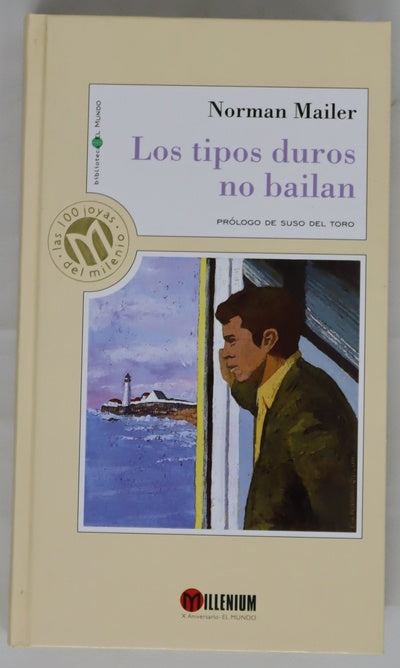 biblioteca EL MUNDO
Norman Mailer
Los tipos duros
no bailan
PRÓLOGO DE SUSO DEL TORO
las 100 joyas
del milenio
M
MILLENIUM
X Aniversario - EL MUNDO